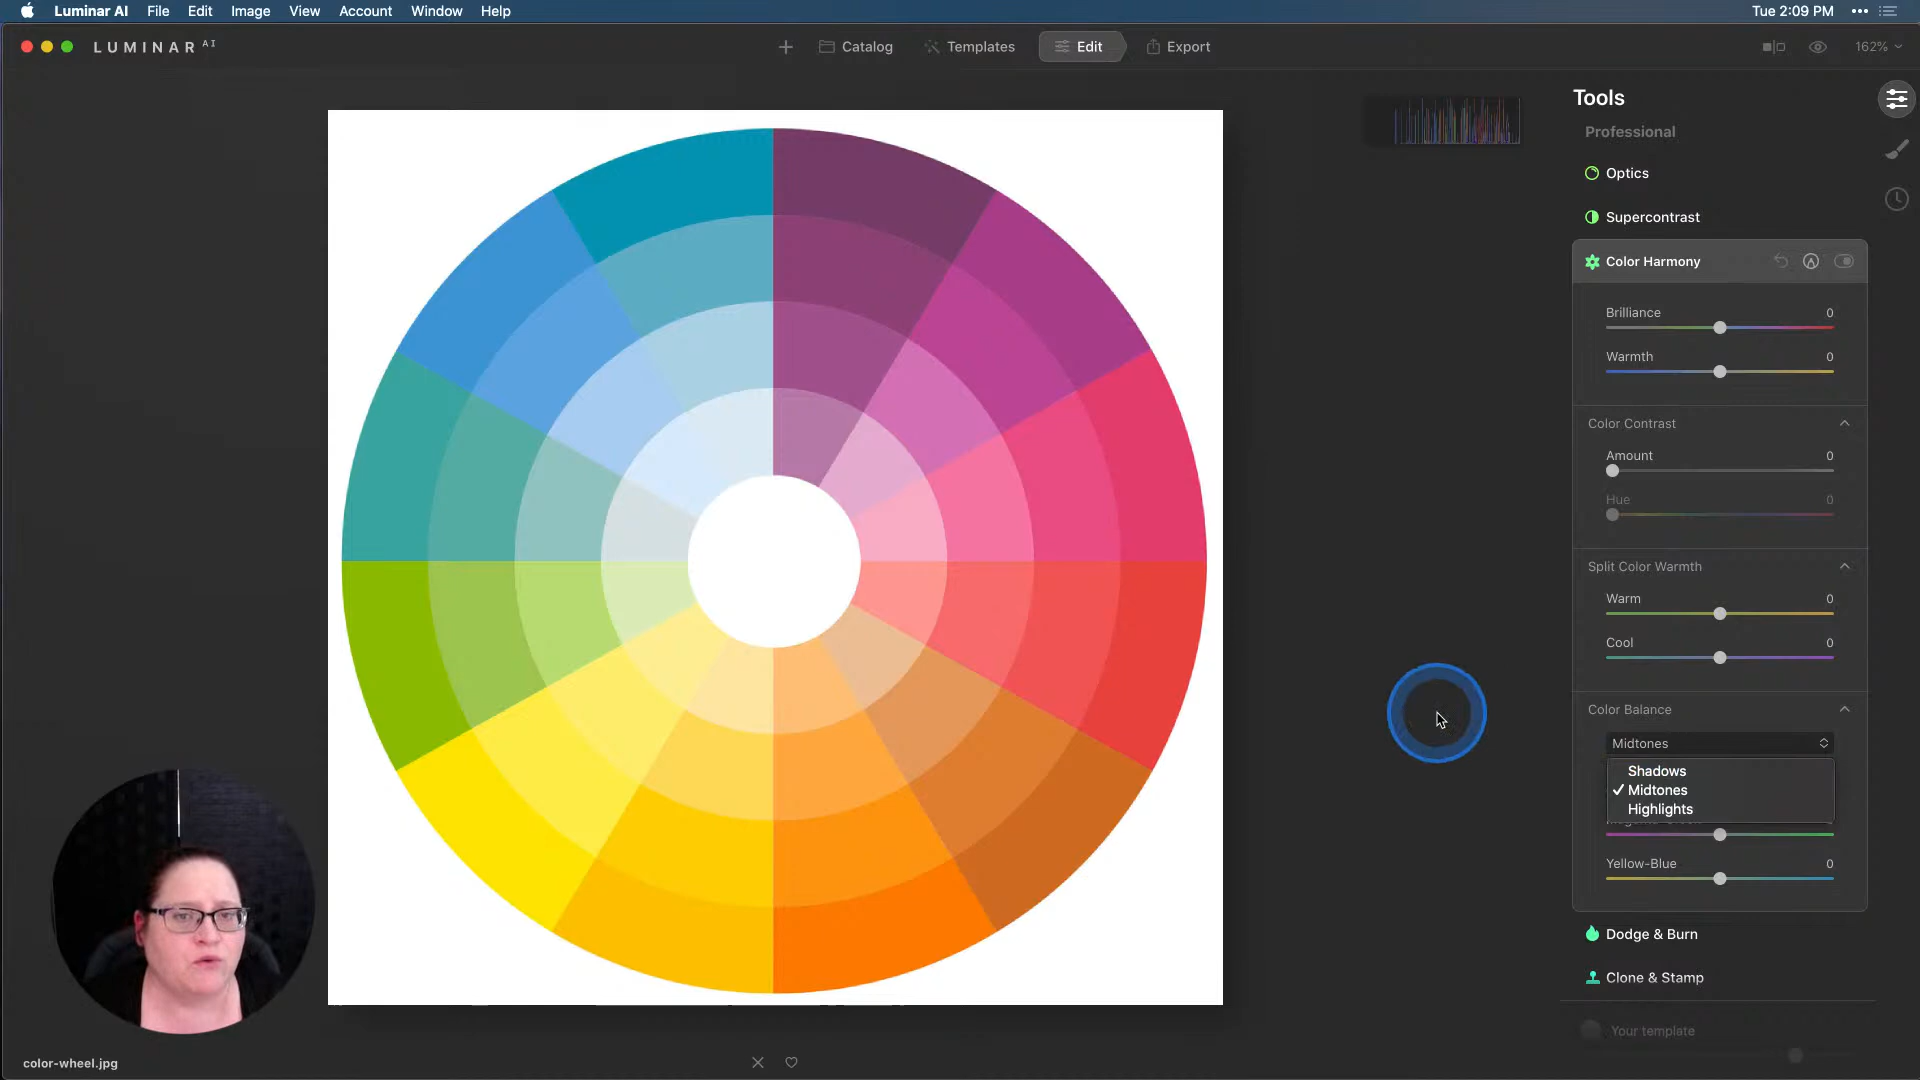 Luminar AI File Edit Image View Account Window Help Tue 2:09 PM
LUMINAR AI + Catalog Templates Edit Export 162%
Tools
Professional
Optics
Supercontrast
Color Harmony
Brilliance 0
Warmth 0
Color Contrast
Amount 0
Hue 0
Split Color Warmth
Warm 0
Cool 0
Color Balance
Midtones
Shadows
✓ Midtones
Highlights
Yellow-Blue 0
Dodge & Burn
Clone & Stamp
Your template
color-wheel.jpg